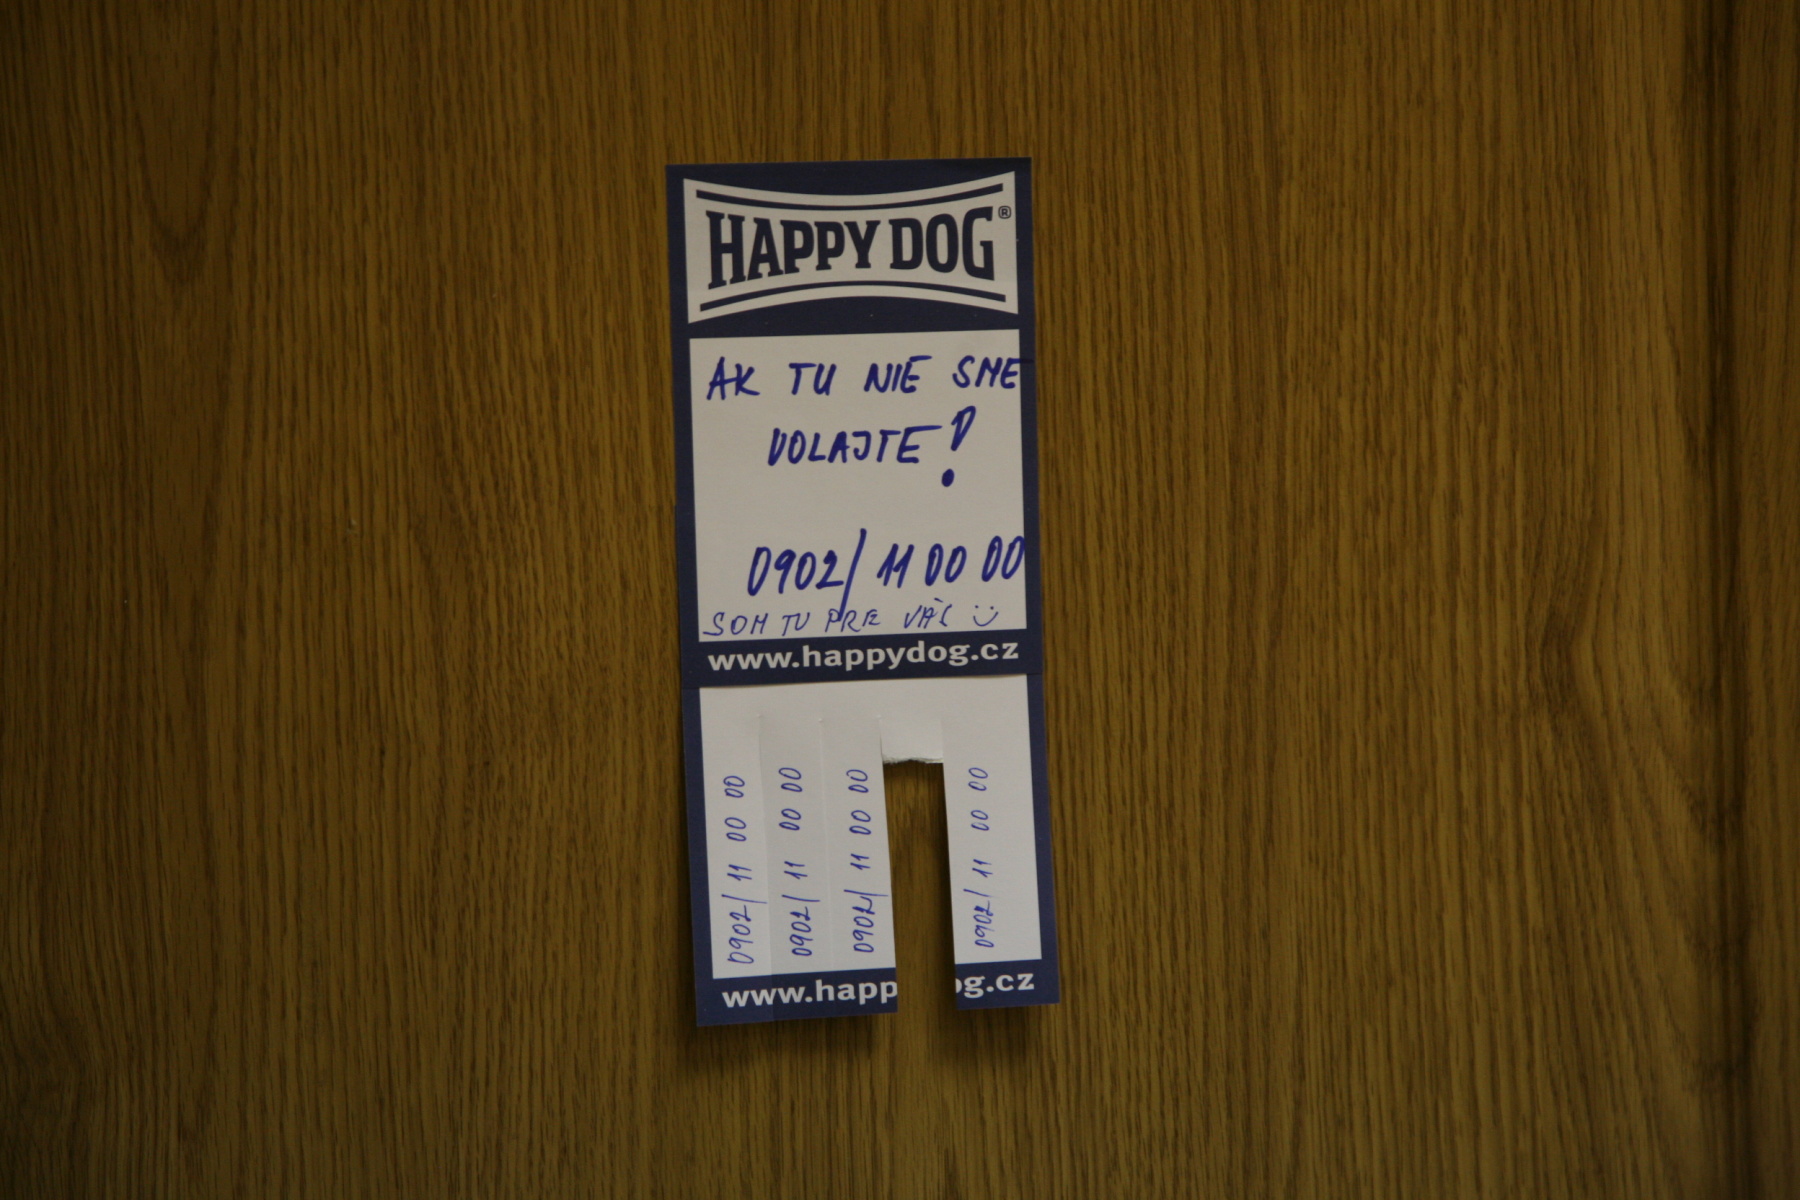 HAPPY DOG®
AK TU NIE SME
VOLAJTE!
0902/11 00 00
SOM TU PRE VÁS :)
www.happydog.cz
0902/11 00 00
0902/11 00 00
0902/11 00 00
0902/11 00 00
www.happ
og.cz